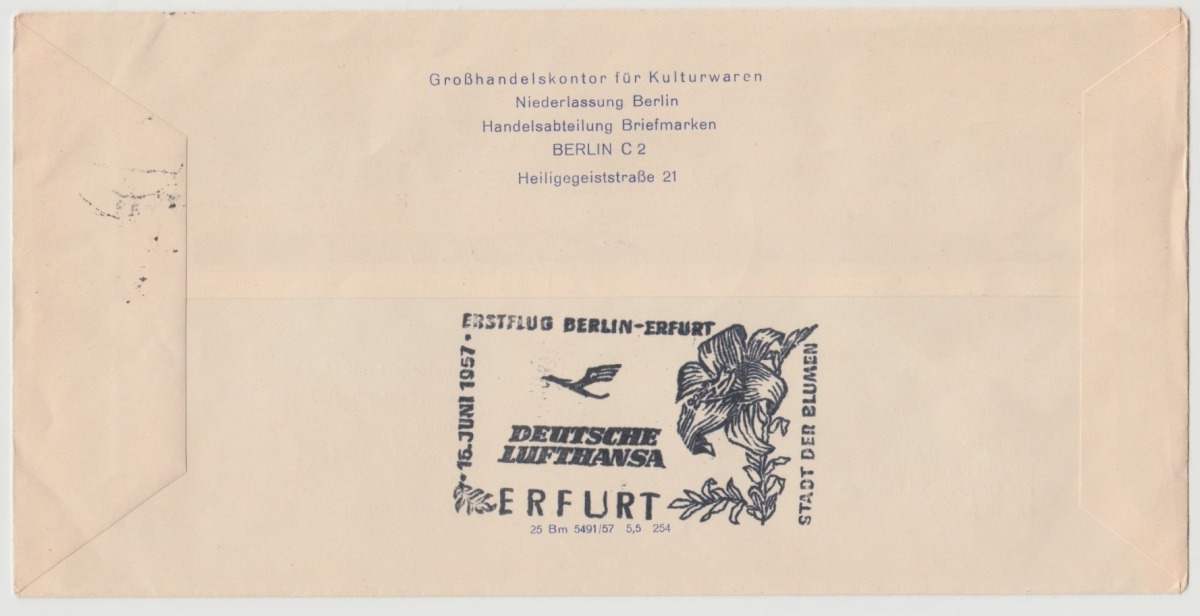 Großhandelskontor für Kulturwaren
Niederlassung Berlin
Handelsabteilung Briefmarken
BERLIN C 2
Heiligegeiststraße 21
ERSTFLUG BERLIN-ERFURT
• 16. JUNI 1957 •
DEUTSCHE
LUFTHANSA
STADT DER BLUMEN
ERFURT
25 Bm 5491/57 5,5 254